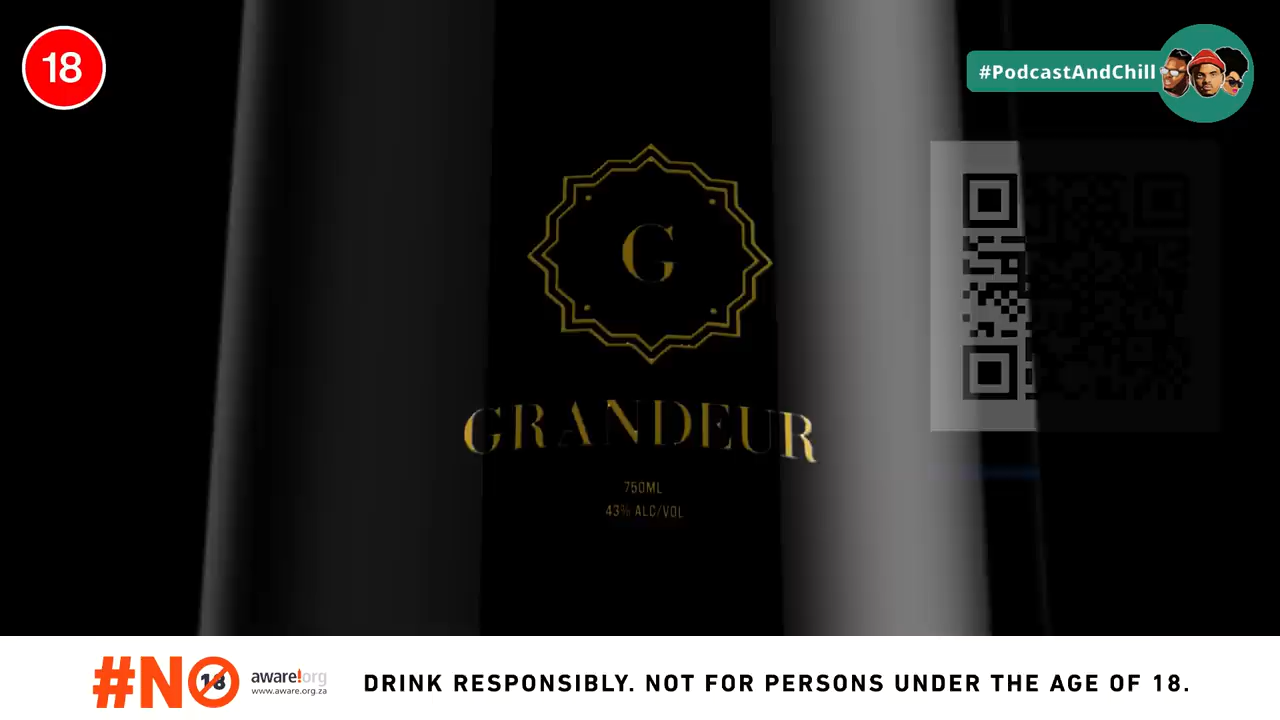 18
#PodcastAndChill
G
GRANDEUR
750ML
43% ALC/VOL
#NO
18
aware!org
www.aware.org.za
DRINK RESPONSIBLY. NOT FOR PERSONS UNDER THE AGE OF 18.